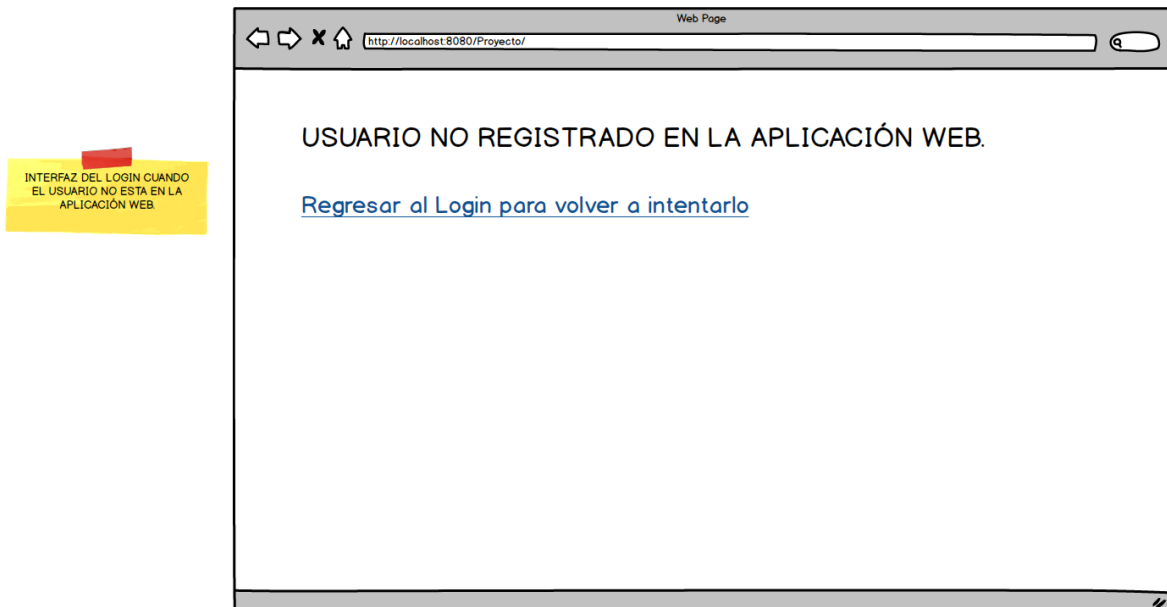 Web Page
http://localhost:8080/Proyecto/
USUARIO NO REGISTRADO EN LA APLICACIÓN WEB.
Regresar al Login para volver a intentarlo
INTERFAZ DEL LOGIN CUANDO
EL USUARIO NO ESTA EN LA
APLICACIÓN WEB.